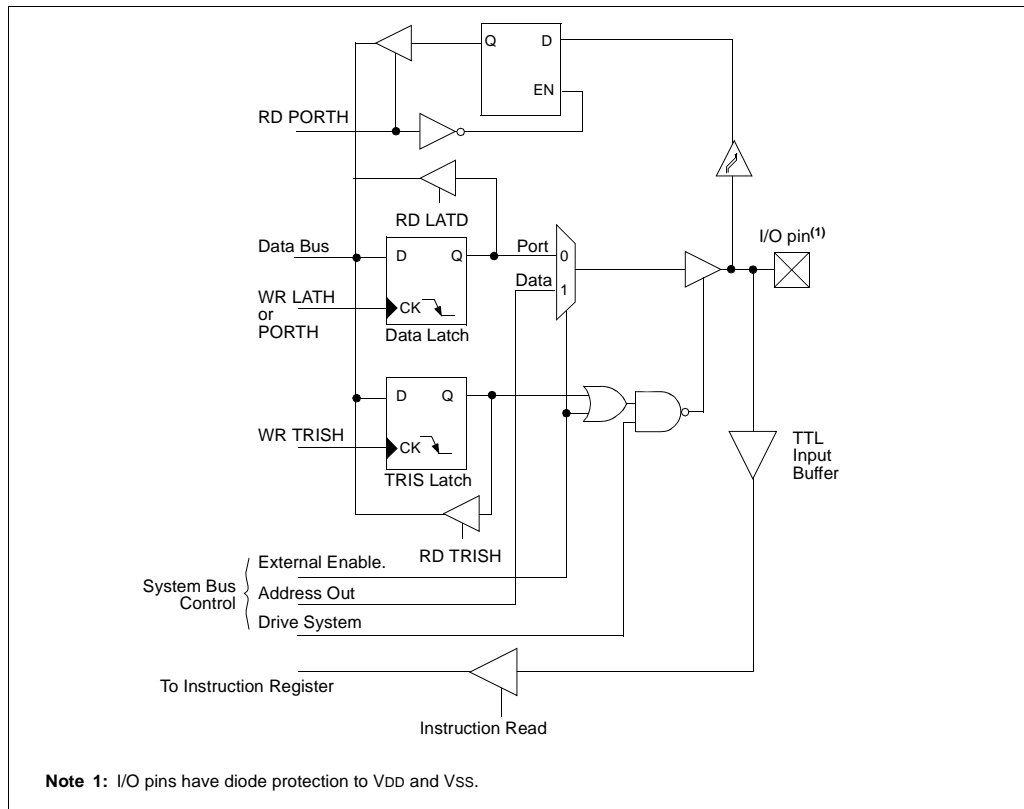 Q D
EN
RD PORTH
RD LATD
Data Bus
D Q
Port
0
I/O pin(1)
Data
1
WR LATH
or
PORTH
CK
Data Latch
D Q
WR TRISH
CK
TRIS Latch
TTL
Input
Buffer
RD TRISH
External Enable.
System Bus
Control
Address Out
Drive System
To Instruction Register
Instruction Read
Note 1: I/O pins have diode protection to VDD and VSS.